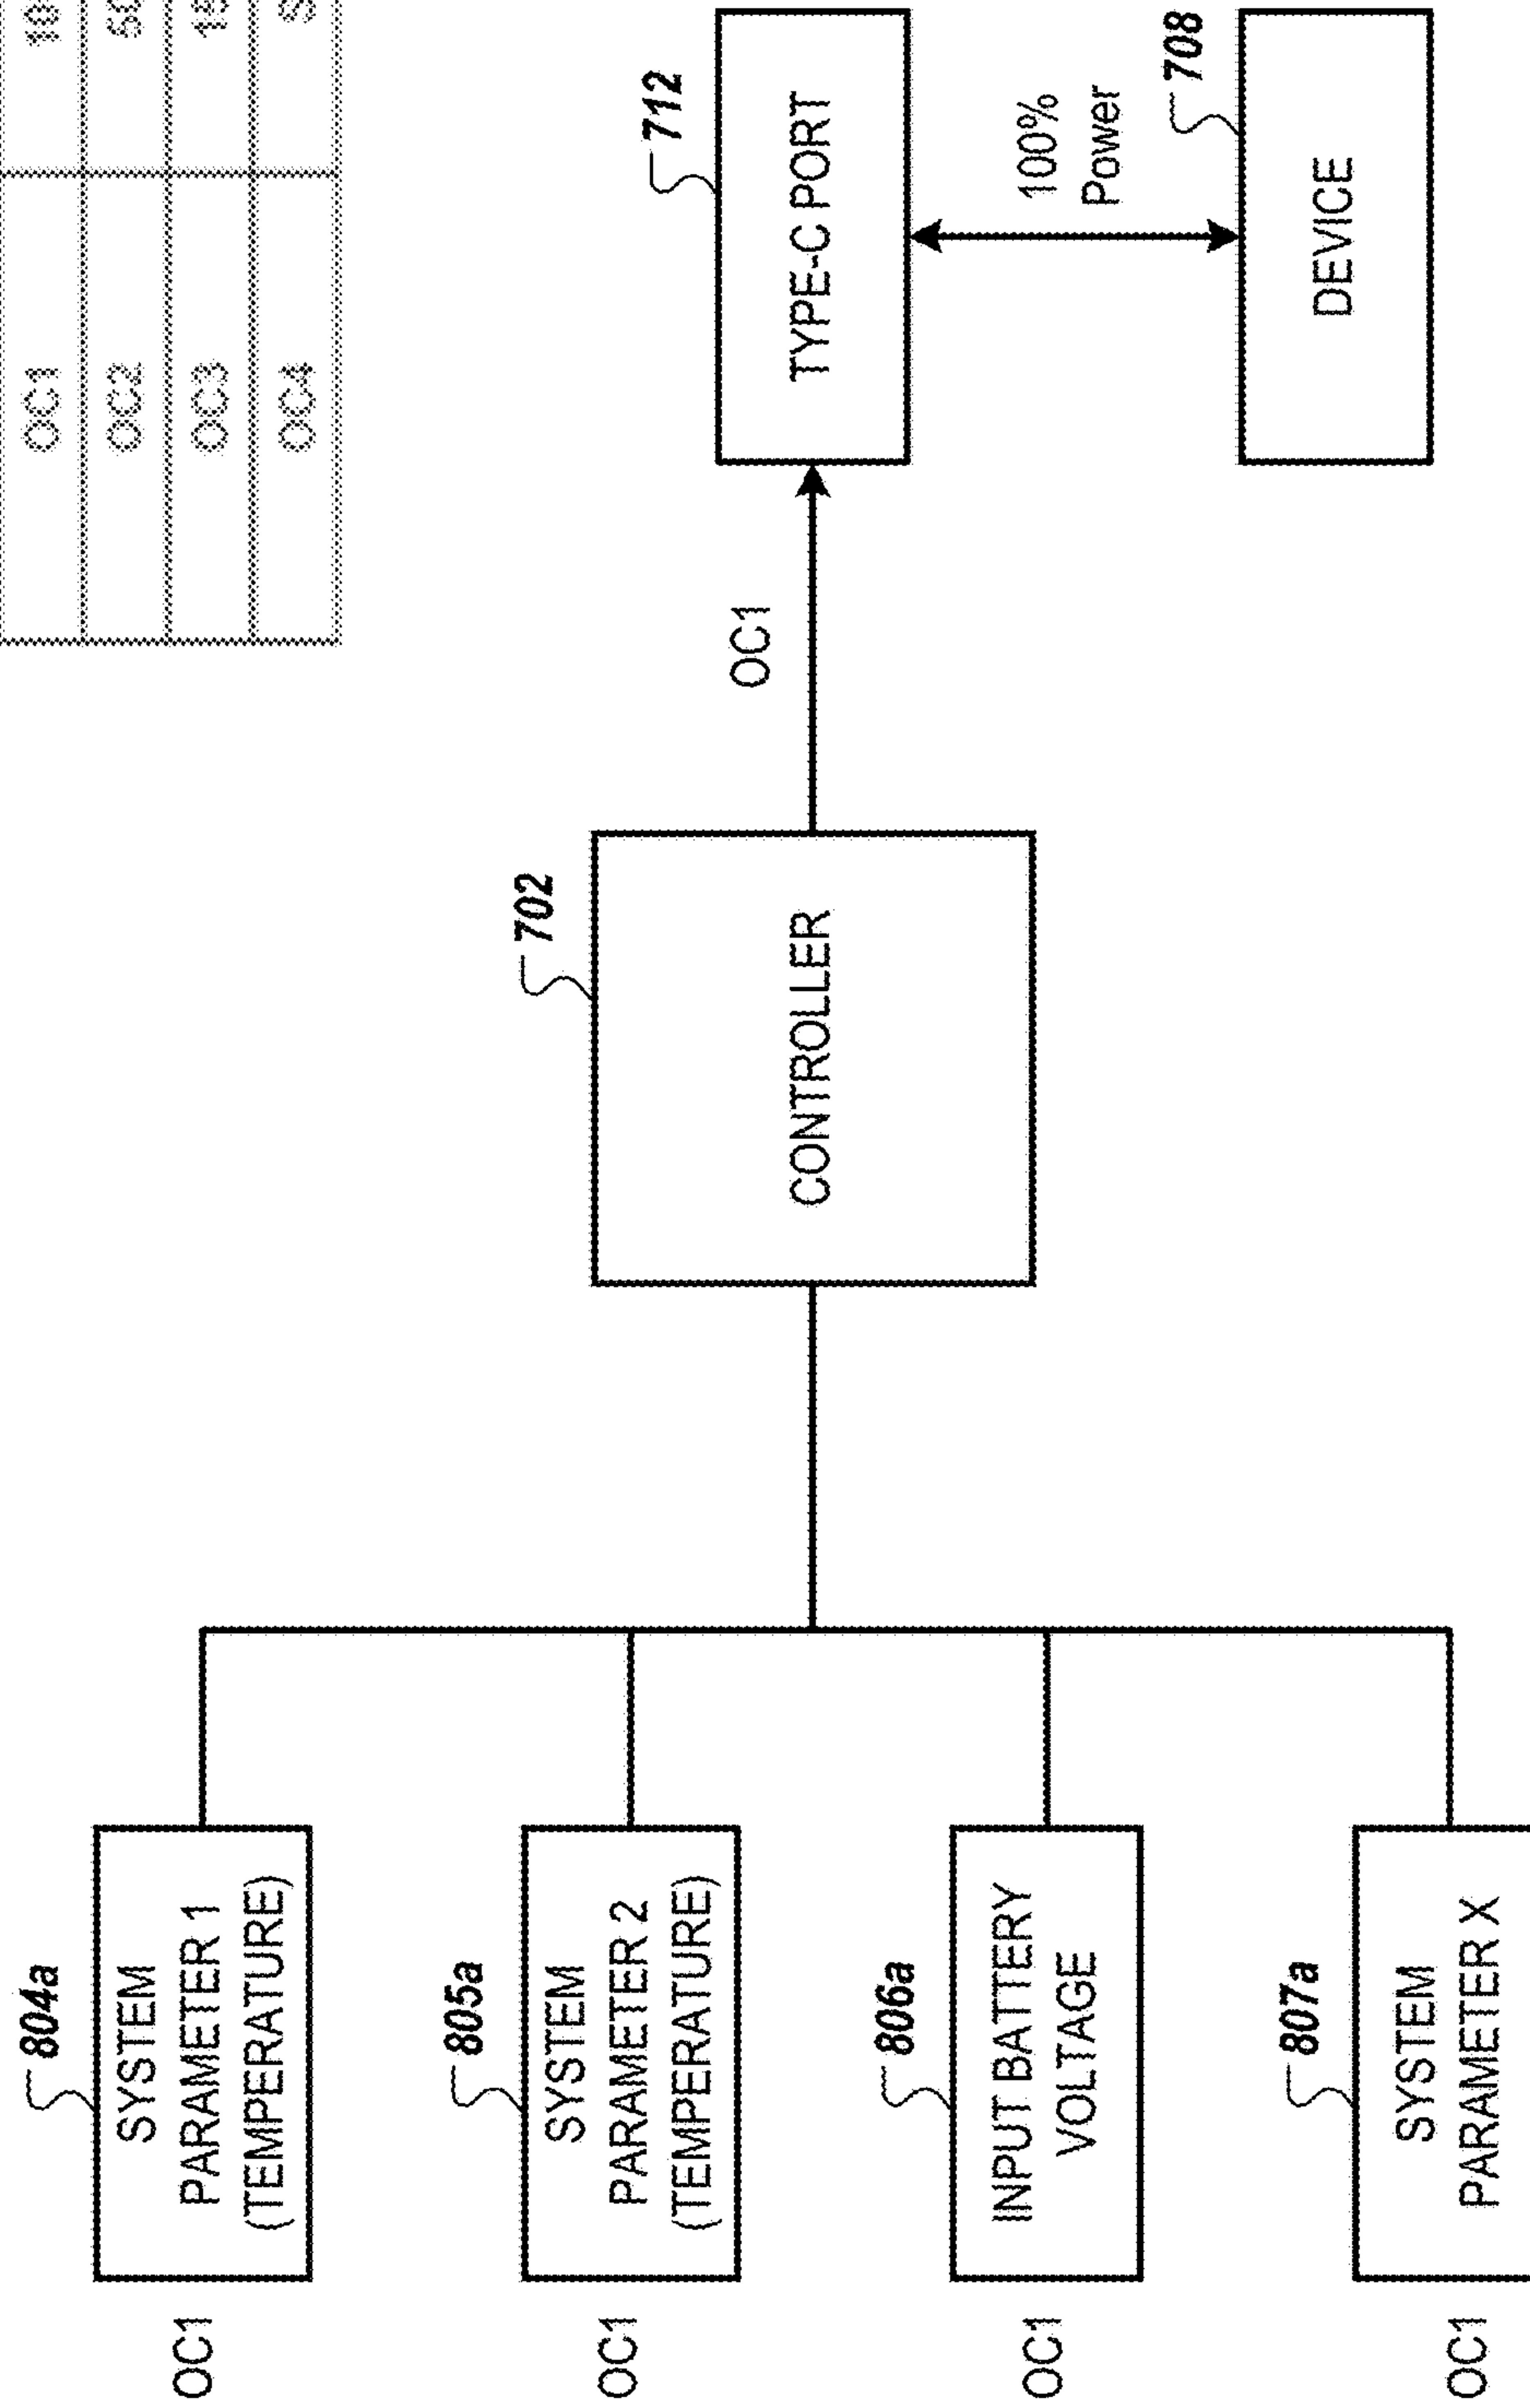 OC1
OC2
OC3
OC4
804a
OC1
SYSTEM
PARAMETER 1
(TEMPERATURE)
805a
OC1
SYSTEM
PARAMETER 2
(TEMPERATURE)
806a
OC1
INPUT BATTERY
VOLTAGE
807a
OC1
SYSTEM
PARAMETER X
702
CONTROLLER
OC1
712
TYPE-C PORT
100%
Power
708
DEVICE